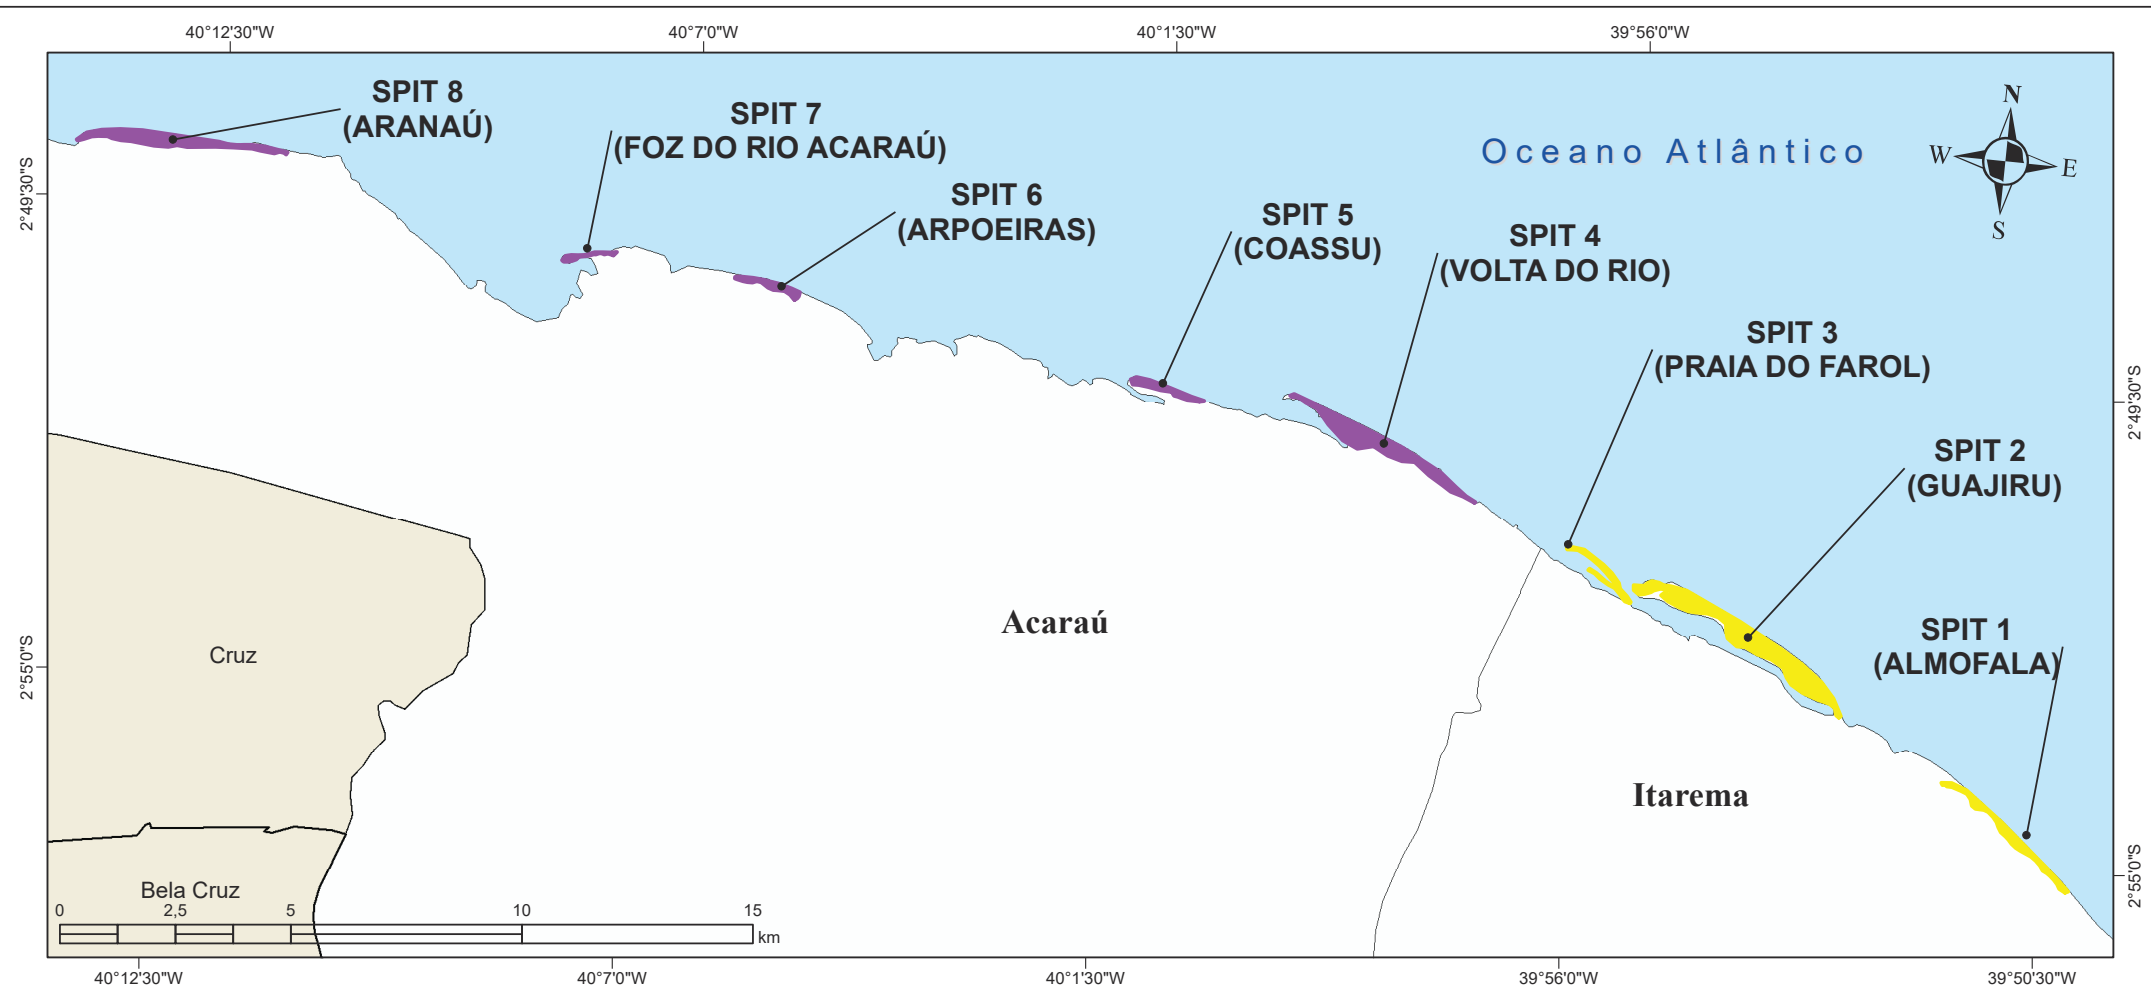 40°12'30"W
40°7'0"W
40°1'30"W
39°56'0"W
SPIT 8
(ARANAÚ)
SPIT 7
(FOZ DO RIO ACARAÚ)
SPIT 6
(ARPOEIRAS)
SPIT 5
(COASSU)
SPIT 4
(VOLTA DO RIO)
SPIT 3
(PRAIA DO FAROL)
SPIT 2
(GUAJIRU)
SPIT 1
(ALMOFALA)
Oceano Atlântico
N
W
E
S
2°49'30"S
2°49'30"S
2°55'0"S
2°55'0"S
Acaraú
Cruz
Itarema
Bela Cruz
0 2,5 5 10 15
km
40°12'30"W
40°7'0"W
40°1'30"W
39°56'0"W
39°50'30"W